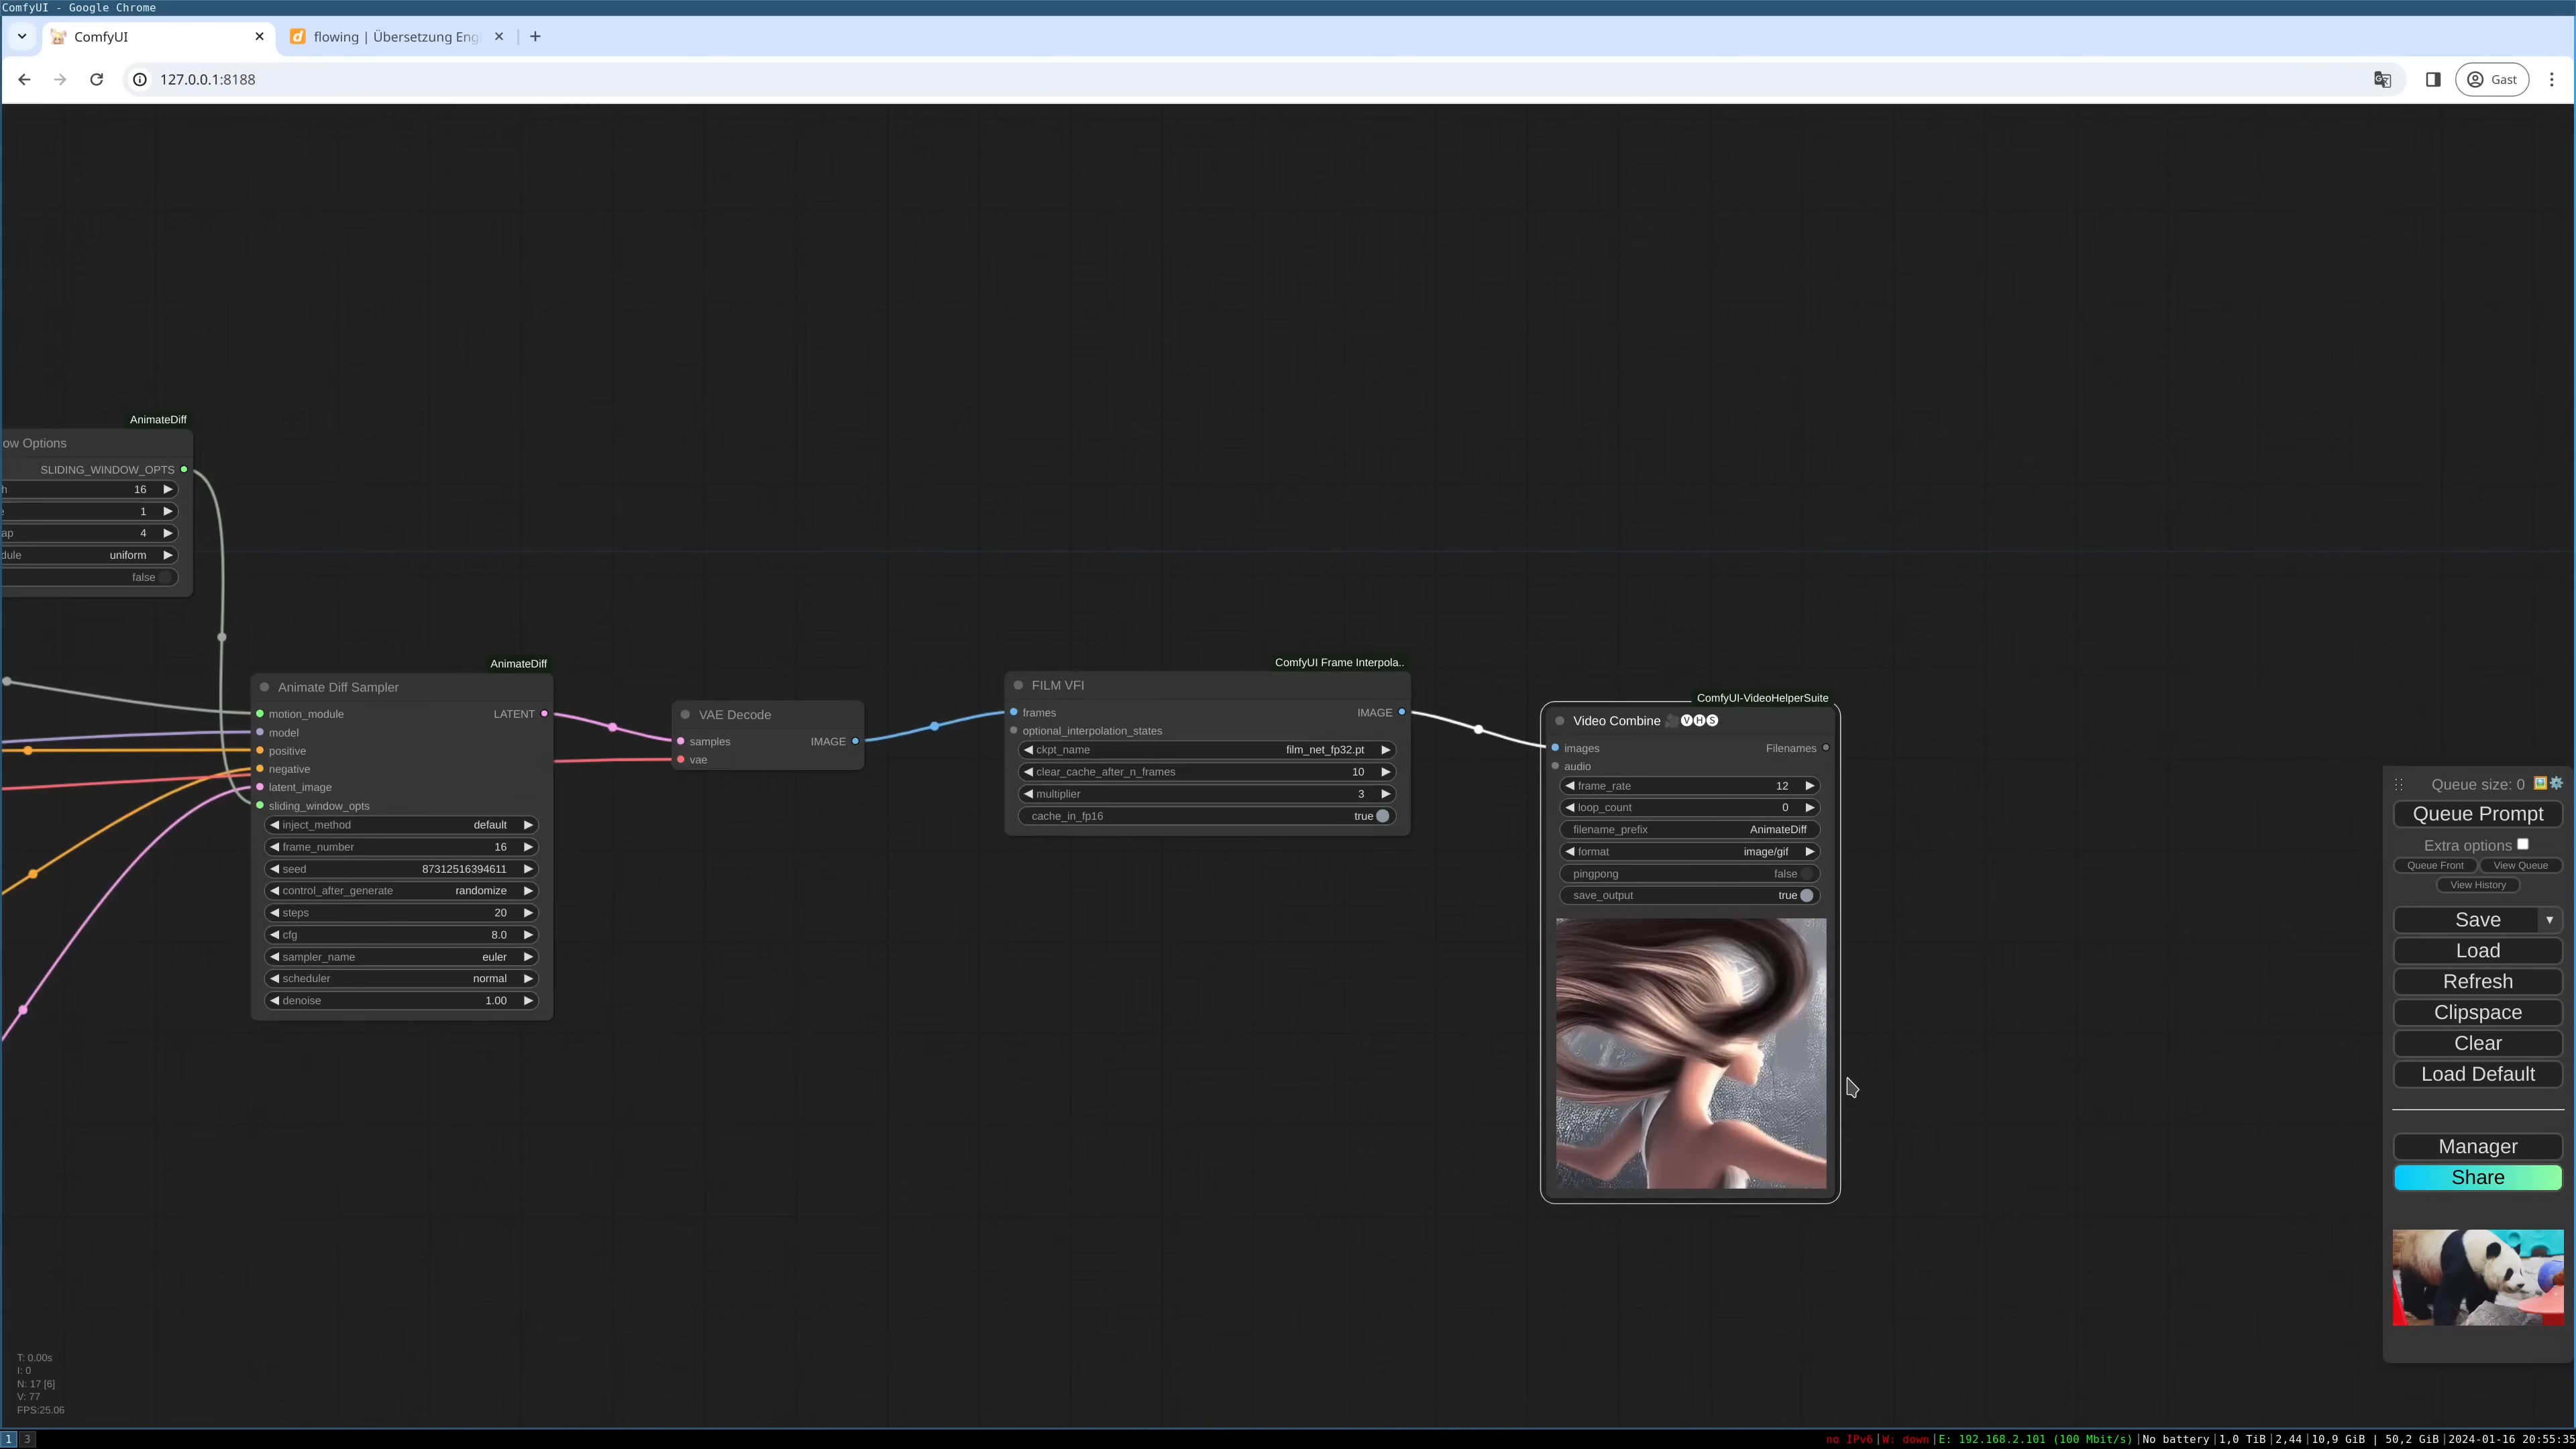 ComfyUI - Google Chrome
ComfyUI
flowing | Übersetzung Eng
127.0.0.1:8188
Gast
AnimateDiff
ow Options
SLIDING_WINDOW_OPTS
h 16
e 1
ap 4
dule uniform
false
AnimateDiff
Animate Diff Sampler
motion_module LATENT
model
positive
negative
latent_image
sliding_window_opts
inject_method default
frame_number 16
seed 87312516394611
control_after_generate randomize
steps 20
cfg 8.0
sampler_name euler
scheduler normal
denoise 1.00
VAE Decode
samples IMAGE
vae
ComfyUI Frame Interpola..
FILM VFI
frames IMAGE
optional_interpolation_states
ckpt_name film_net_fp32.pt
clear_cache_after_n_frames 10
multiplier 3
cache_in_fp16 true
ComfyUI-VideoHelperSuite
Video Combine 🎥🅥🅗🅢
images Filenames
audio
frame_rate 12
loop_count 0
filename_prefix AnimateDiff
format image/gif
pingpong false
save_output true
Queue size: 0
Queue Prompt
Extra options
Queue Front View Queue
View History
Save
Load
Refresh
Clipspace
Clear
Load Default
Manager
Share
T: 0.00s
I: 0
N: 17 [6]
V: 77
FPS:25.06
1 3
no IPv6|W: down|E: 192.168.2.101 (100 Mbit/s)|No battery|1,0 TiB|2,44|10,9 GiB | 50,2 GiB|2024-01-16 20:55:35